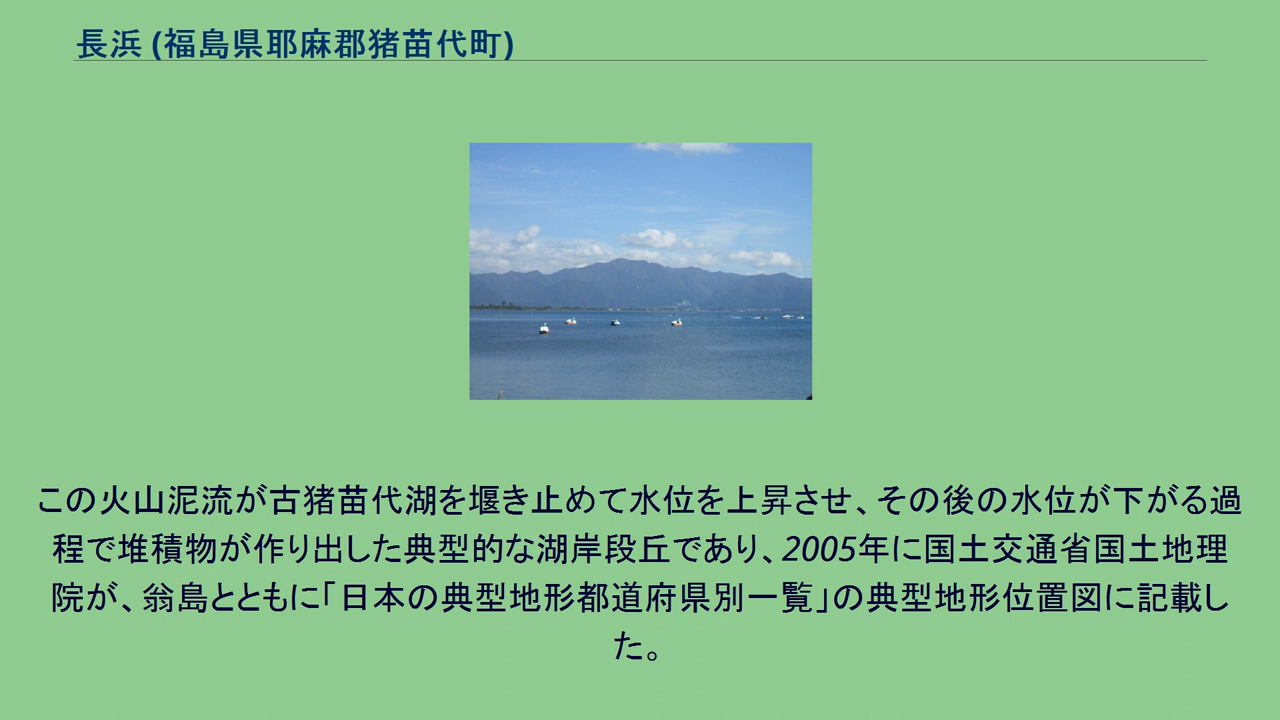 長浜 (福島県耶麻郡猪苗代町)
この火山泥流が古猪苗代湖を堰き止めて水位を上昇させ、その後の水位が下がる過
程で堆積物が作り出した典型的な湖岸段丘であり、2005年に国土交通省国土地理
院が、翁島とともに「日本の典型地形都道府県別一覧」の典型地形位置図に記載し
た。